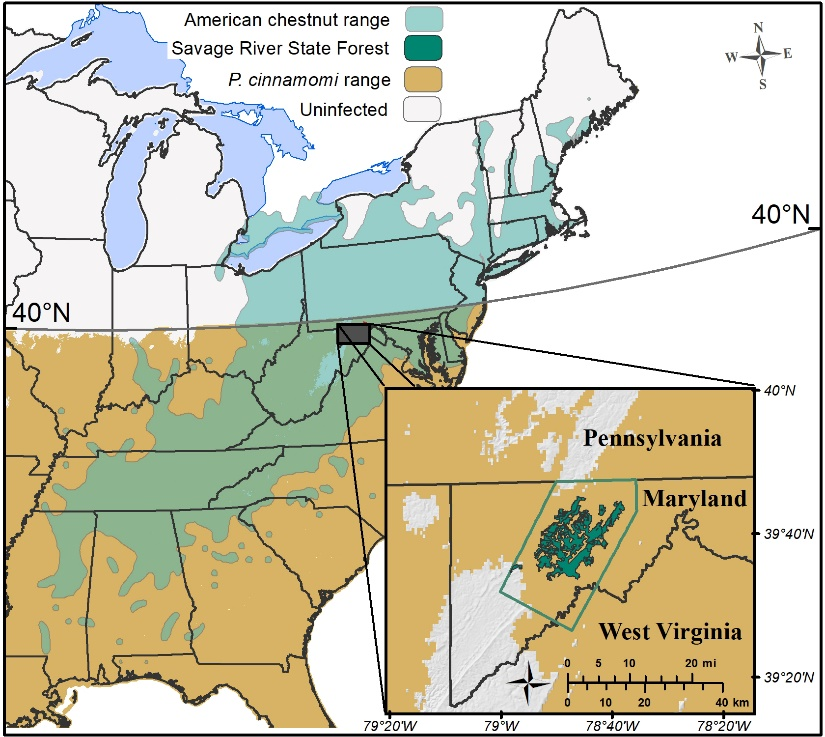 American chestnut range
Savage River State Forest
P. cinnamomi range
Uninfected
N
W E
S
40°N
40°N
40°N
Pennsylvania
Maryland
39°40'N
West Virginia
0 5 10 20 mi
0 10 20 40 km
39°20'N
79°20'W 79°W 78°40'W 78°20'W